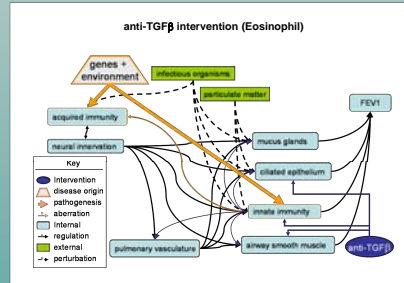 anti-TGFβ intervention (Eosinophil)
genes +
environment
infectious organisms
particulate matter
FEV1
acquired immunity
neural innervation
mucus glands
ciliated epithelium
innate immunity
pulmonary vasculature
airway smooth muscle
anti-TGFβ
Key
Intervention
disease origin
pathogenesis
aberration
Internal
regulation
external
perturbation